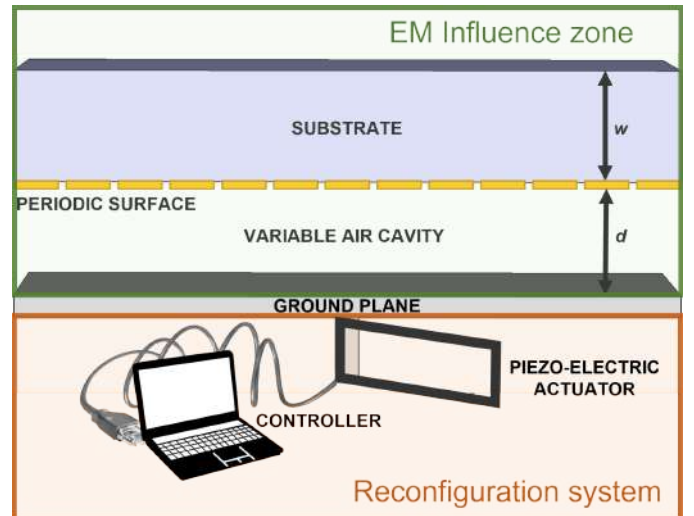 EM Influence zone
SUBSTRATE
w
PERIODIC SURFACE
VARIABLE AIR CAVITY
d
GROUND PLANE
PIEZO-ELECTRIC
ACTUATOR
CONTROLLER
Reconfiguration system